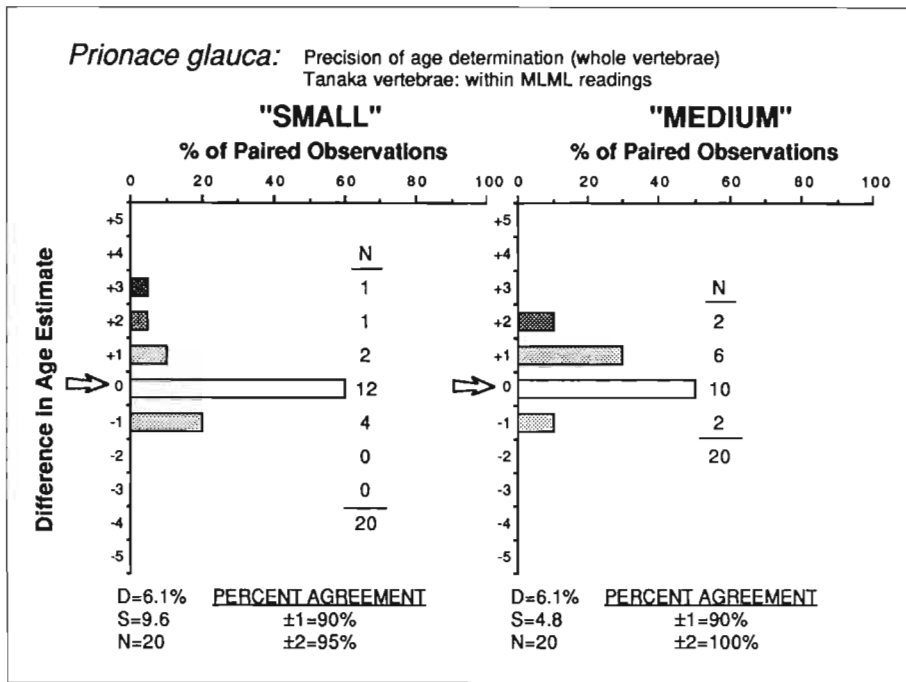 Prionace glauca: Precision of age determination (whole vertebrae)
Tanaka vertebrae: within MLML readings
"SMALL"
% of Paired Observations
0 20 40 60 80 100
Difference In Age Estimate
+5
+4
+3
+2
+1
0
-1
-2
-3
-4
-5
N
1
1
2
12
4
0
0
20
D=6.1% PERCENT AGREEMENT
S=9.6 ±1=90%
N=20 ±2=95%
"MEDIUM"
% of Paired Observations
0 20 40 60 80 100
+5
+4
+3
+2
+1
0
-1
-2
-3
-4
-5
N
2
6
10
2
20
D=6.1% PERCENT AGREEMENT
S=4.8 ±1=90%
N=20 ±2=100%